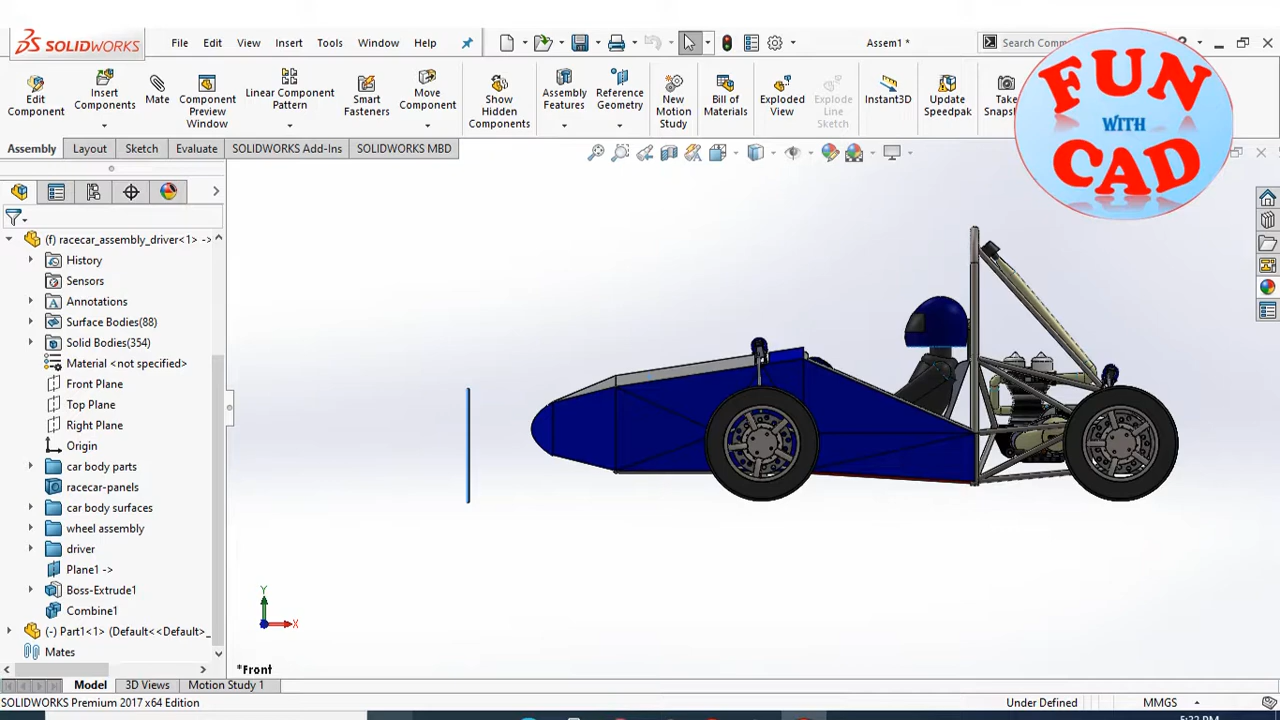 SOLIDWORKS
File Edit View Insert Tools Window Help
Assem1 *
Search Comm
?
Edit Component
Insert Components
Mate
Component Preview Window
Linear Component Pattern
Smart Fasteners
Move Component
Show Hidden Components
Assembly Features
Reference Geometry
New Motion Study
Bill of Materials
Exploded View
Explode Line Sketch
Instant3D
Update Speedpak
Take Snapsh
FUN
WITH
CAD
Assembly Layout Sketch Evaluate SOLIDWORKS Add-Ins SOLIDWORKS MBD
(f) racecar_assembly_driver<1> ->
History
Sensors
Annotations
Surface Bodies(88)
Solid Bodies(354)
Material <not specified>
Front Plane
Top Plane
Right Plane
Origin
car body parts
racecar-panels
car body surfaces
wheel assembly
driver
Plane1 ->
Boss-Extrude1
Combine1
(-) Part1<1> (Default<<Default>_
Mates
Y
X
*Front
Model 3D Views Motion Study 1
SOLIDWORKS Premium 2017 x64 Edition
Under Defined
MMGS
5:22 PM